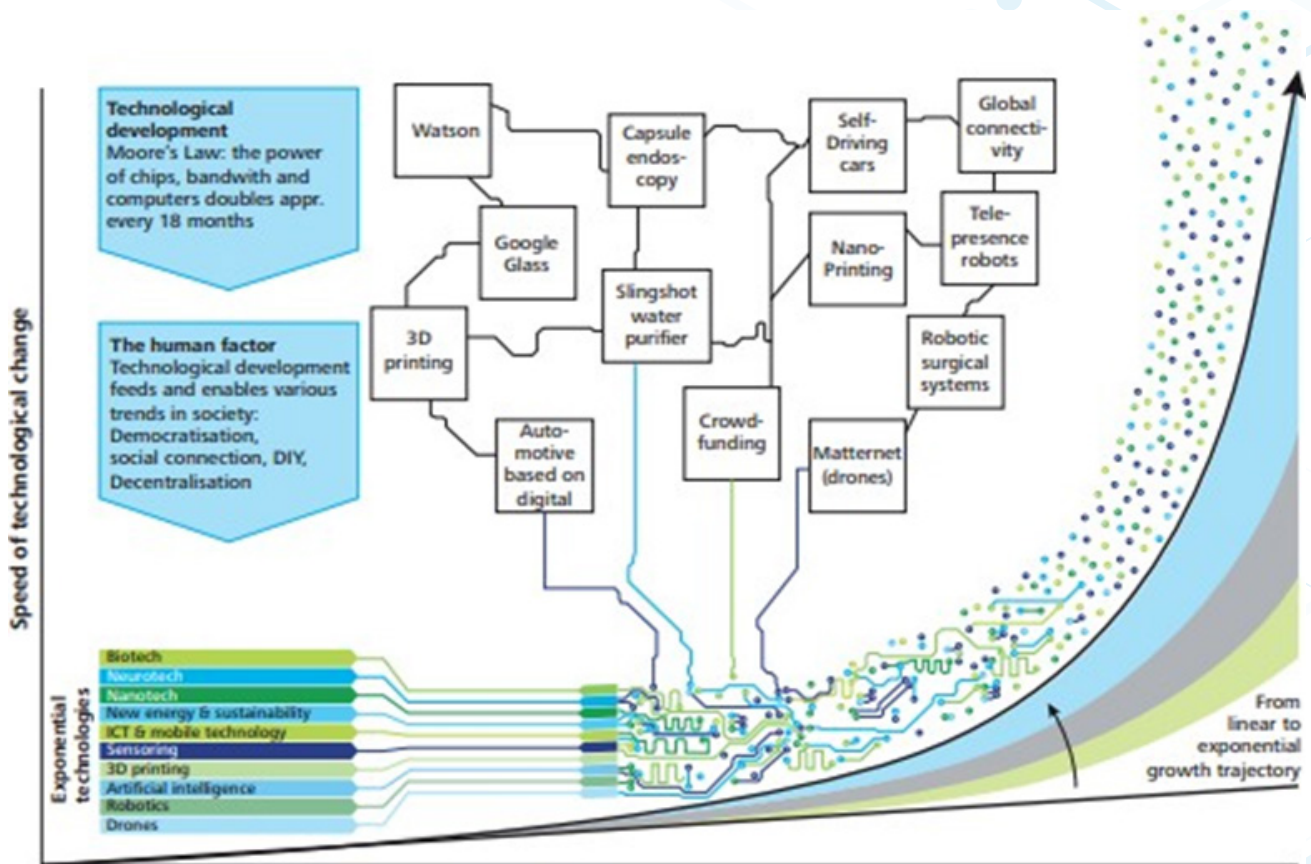 Technological
development
Moore's Law: the power
of chips, bandwith and
computers doubles appr.
every 18 months
The human factor
Technological development
feeds and enables various
trends in society:
Democratisation,
social connection, DIY,
Decentralisation
Watson
Capsule
endos-
copy
Self-
Driving
cars
Global
connecti-
vity
Google
Glass
Nano-
Printing
Tele-
presence
robots
Slingshot
water
purifier
3D
printing
Robotic
surgical
systems
Crowd-
funding
Auto-
motive
based on
digital
Matternet
(drones)
Speed of technological change
Exponential
technologies
Biotech
Neurotech
Nanotech
New energy & sustainability
ICT & mobile technology
Sensoring
3D printing
Artificial intelligence
Robotics
Drones
From
linear to
exponential
growth trajectory